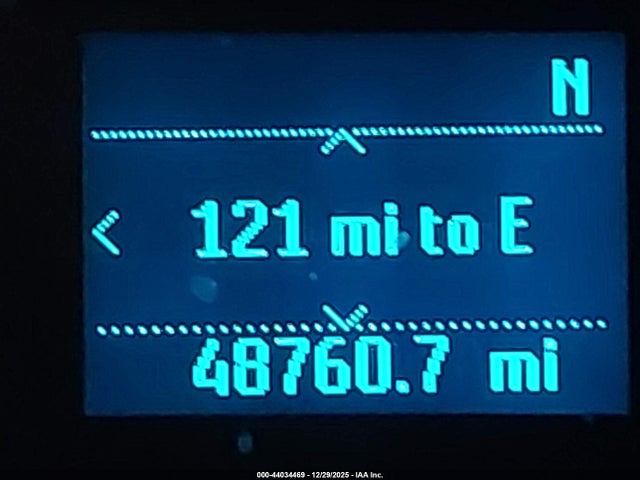 N
121 mi to E
48760.7 mi
000-44034469 - 12/29/2025 - IAA Inc.